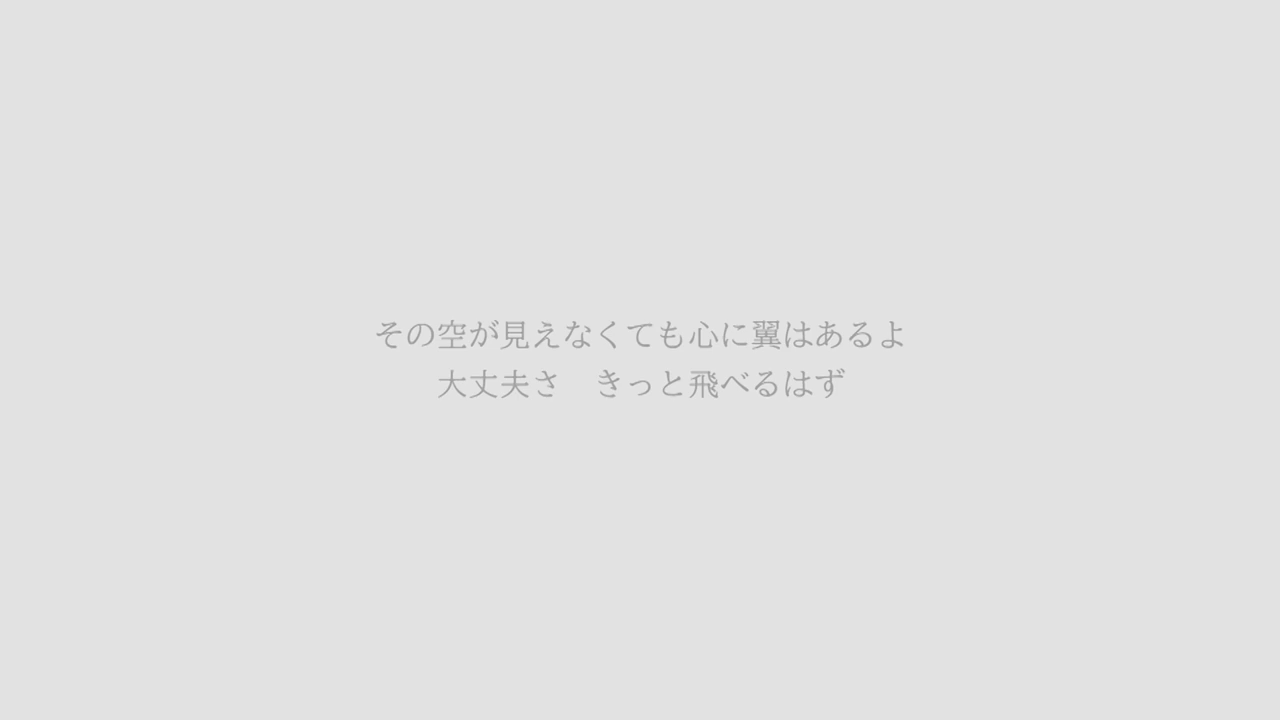 その空が見えなくても心に翼はあるよ
大丈夫さ　きっと飛べるはず